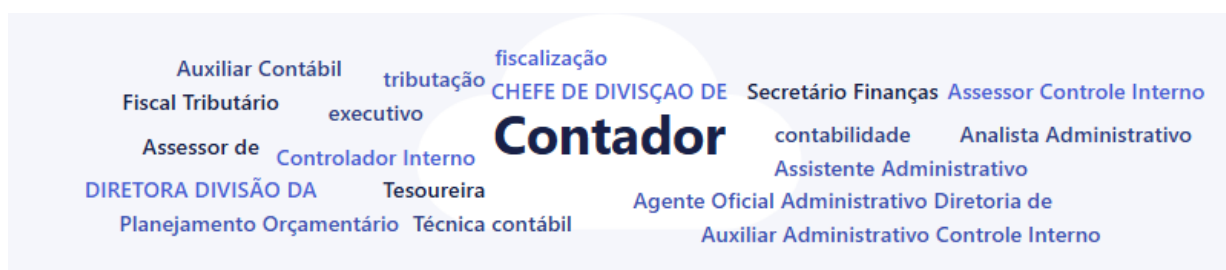 fiscalização
Auxiliar Contábil
tributação
CHEFE DE DIVISÇAO DE
Secretário Finanças
Assessor Controle Interno
Fiscal Tributário
executivo
Contador
contabilidade
Analista Administrativo
Assessor de
Controlador Interno
Assistente Administrativo
DIRETORA DIVISÃO DA
Tesoureira
Agente Oficial Administrativo
Diretoria de
Planejamento Orçamentário
Técnica contábil
Auxiliar Administrativo
Controle Interno